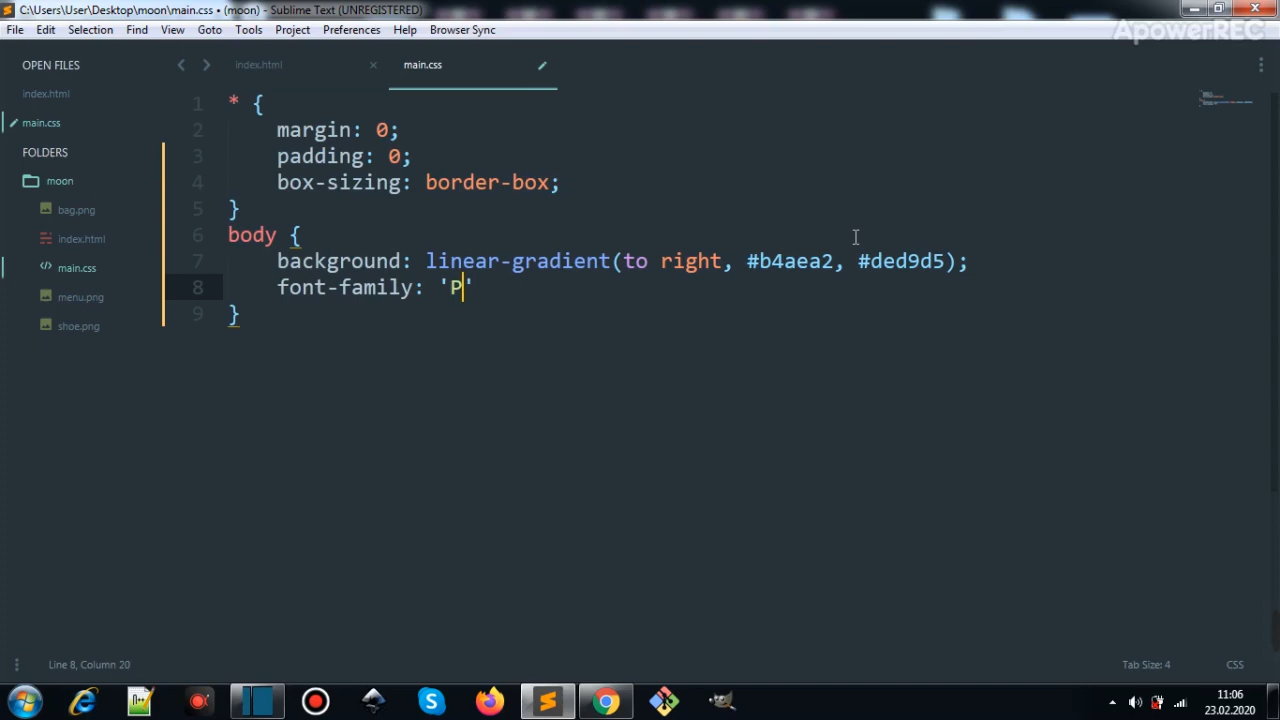 C:\Users\User\Desktop\moon\main.css • (moon) - Sublime Text (UNREGISTERED)
File Edit Selection Find View Goto Tools Project Preferences Help Browser Sync
ApowerREC
OPEN FILES
index.html
main.css
FOLDERS
moon
bag.png
index.html
main.css
menu.png
shoe.png
index.html
main.css
1 * {
2 margin: 0;
3 padding: 0;
4 box-sizing: border-box;
5 }
6 body {
7 background: linear-gradient(to right, #b4aea2, #ded9d5);
8 font-family: 'P'
9 }
Line 8, Column 20
Tab Size: 4
CSS
11:06
23.02.2020